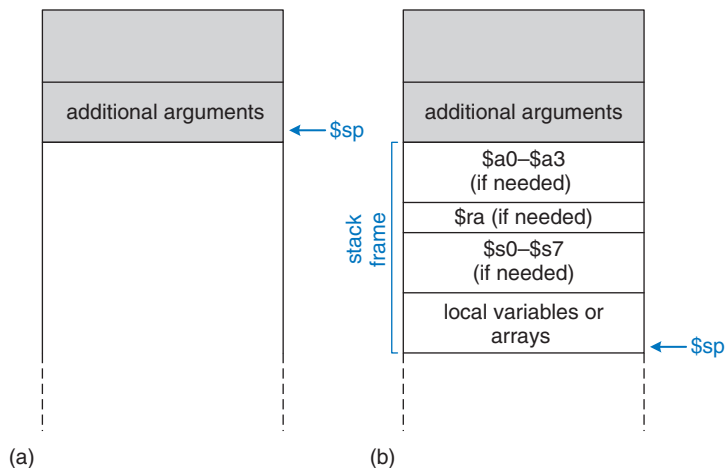 additional arguments
$sp
(a)
additional arguments
$sp
$a0–$a3
(if needed)
$ra (if needed)
$s0–$s7
(if needed)
local variables or
arrays
$sp
stack
frame
(b)